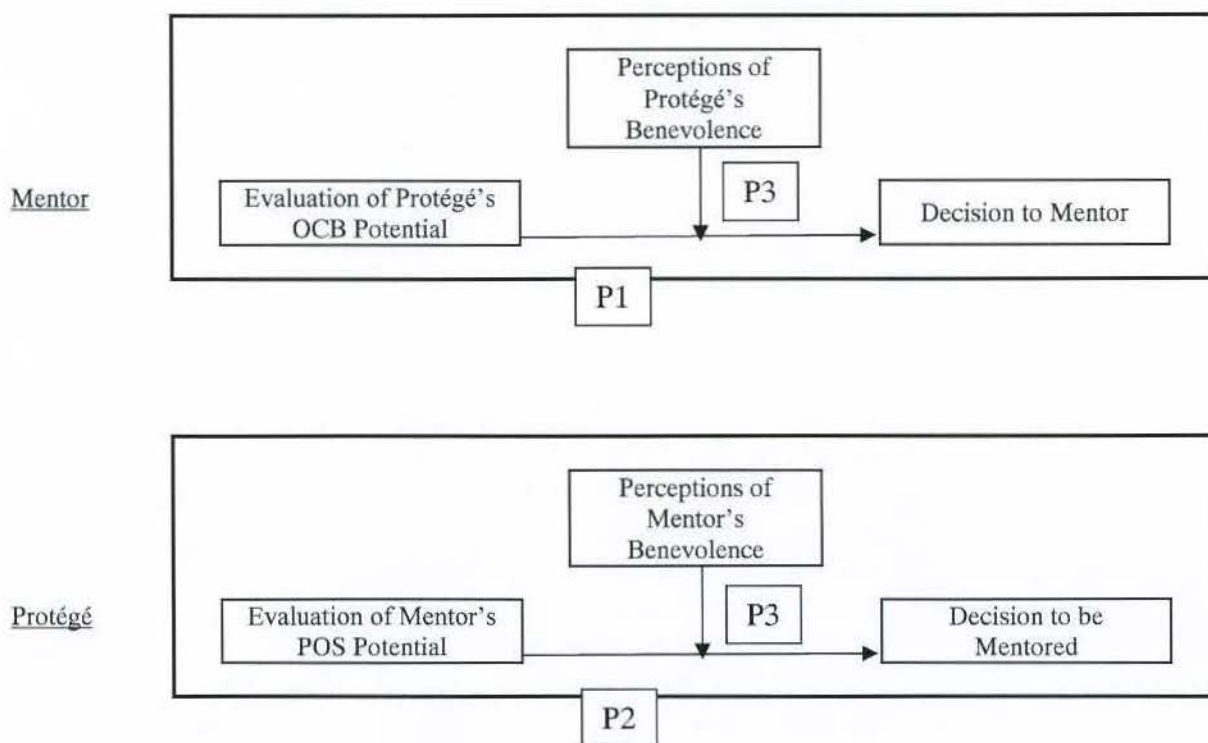 Perceptions of
Protégé's
Benevolence
P3
Mentor
Evaluation of Protégé's
OCB Potential
Decision to Mentor
P1
Perceptions of
Mentor's
Benevolence
P3
Protégé
Evaluation of Mentor's
POS Potential
Decision to be
Mentored
P2